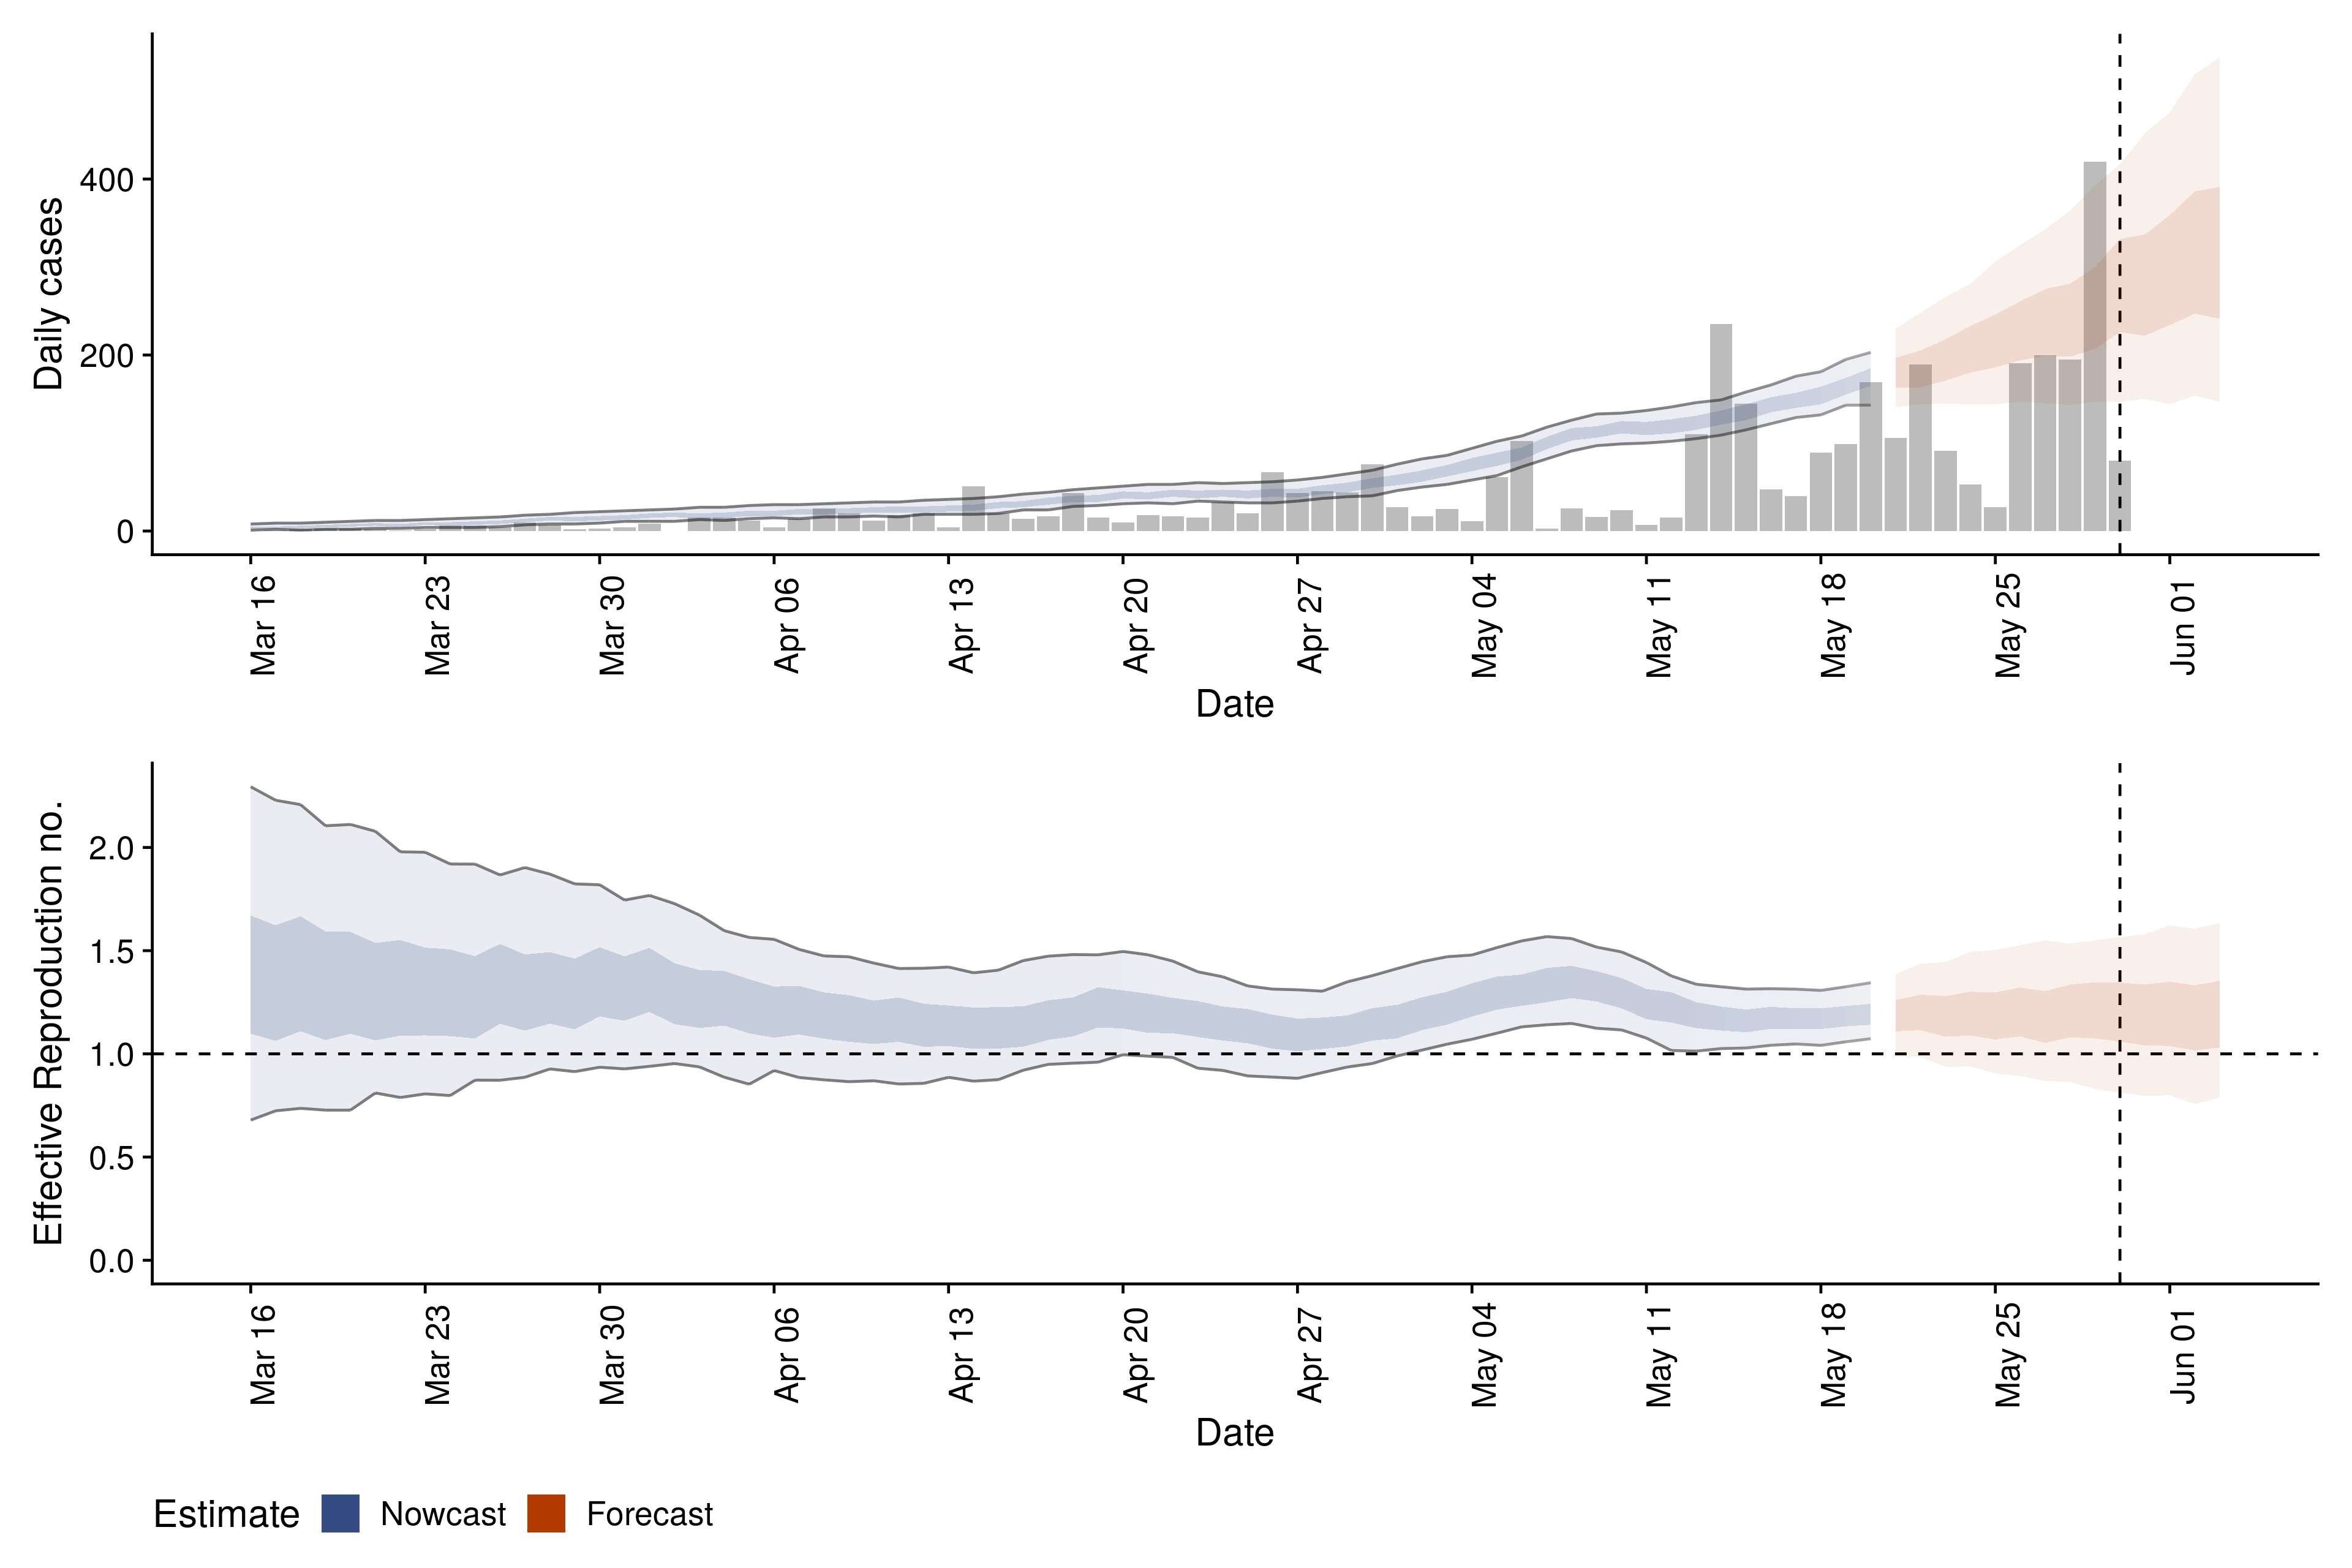 Daily cases
400
200
0
Mar 16
Mar 23
Mar 30
Apr 06
Apr 13
Apr 20
Apr 27
May 04
May 11
May 18
May 25
Jun 01
Date
Effective Reproduction no.
2.0
1.5
1.0
0.5
0.0
Mar 16
Mar 23
Mar 30
Apr 06
Apr 13
Apr 20
Apr 27
May 04
May 11
May 18
May 25
Jun 01
Date
Estimate Nowcast Forecast